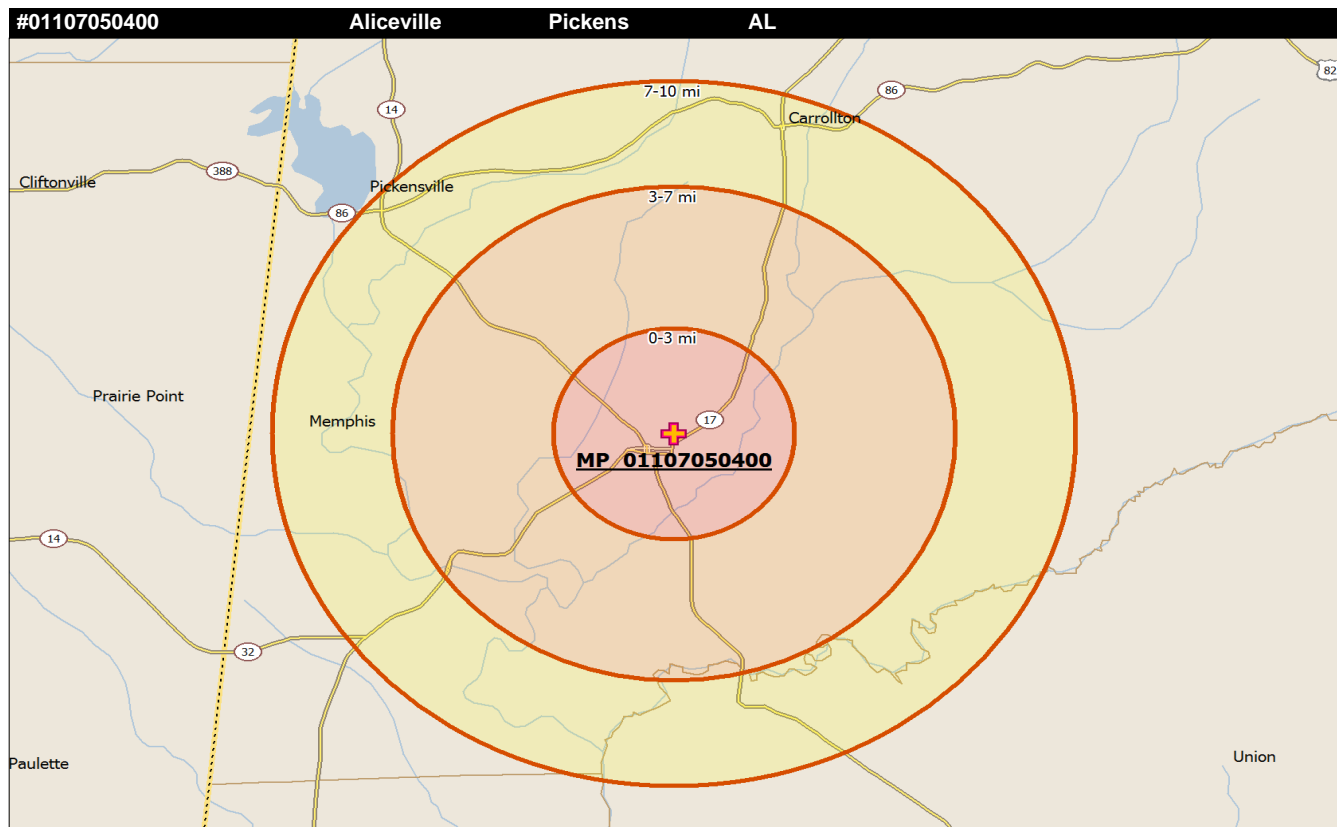 #01107050400 Aliceville Pickens AL
82
7-10 mi
86
14
Carrollton
388
Cliftonville
Pickensville
3-7 mi
86
0-3 mi
Prairie Point
17
Memphis
MP 01107050400
14
32
Union
Paulette